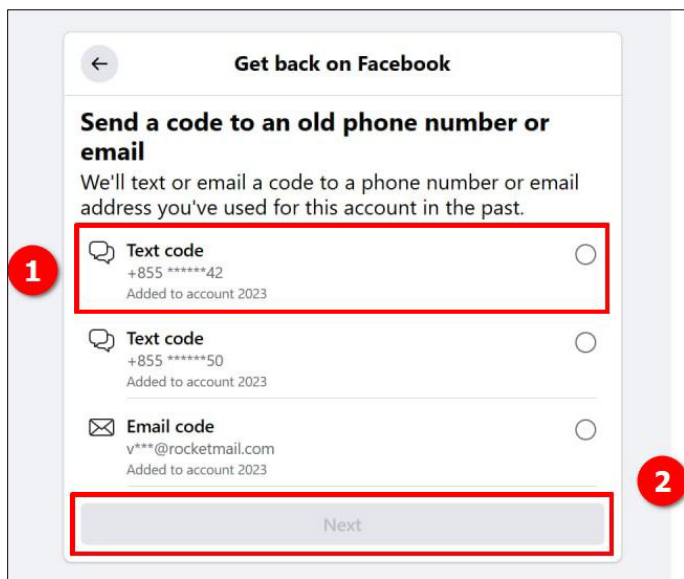 Get back on Facebook
Send a code to an old phone number or
email
We'll text or email a code to a phone number or email
address you've used for this account in the past.
1
Text code
+855 ******42
Added to account 2023
Text code
+855 ******50
Added to account 2023
Email code
v***@rocketmail.com
Added to account 2023
2
Next